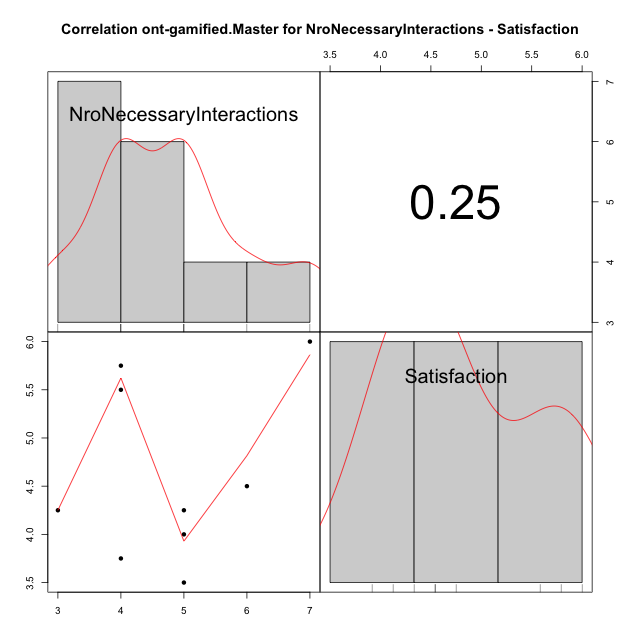 Correlation ont-gamified.Master for NroNecessaryInteractions - Satisfaction
3.5 4.0 4.5 5.0 5.5 6.0
NroNecessaryInteractions
0.25
7
6
5
4
3
6.0
5.5
5.0
4.5
4.0
3.5
Satisfaction
3 4 5 6 7